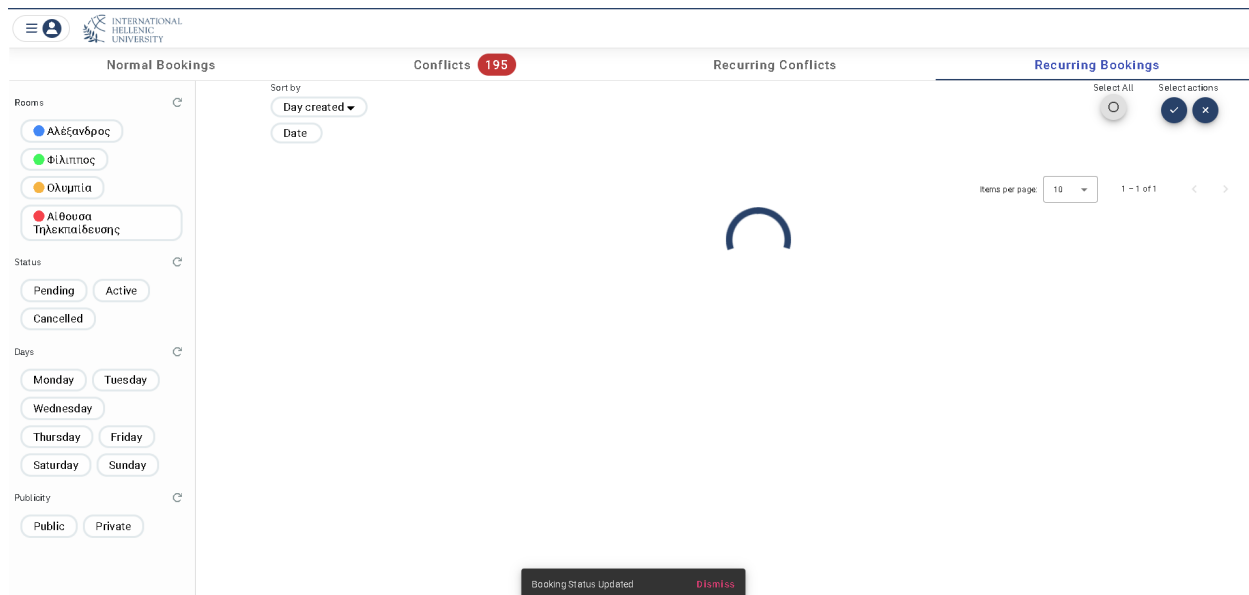 INTERNATIONAL
HELLENIC
UNIVERSITY
Normal Bookings
Conflicts 195
Recurring Conflicts
Recurring Bookings
Rooms
Αλέξανδρος
Φίλιππος
Ολυμπία
Αίθουσα
Τηλεκπαίδευσης
Status
Pending
Active
Cancelled
Days
Monday
Tuesday
Wednesday
Thursday
Friday
Saturday
Sunday
Publicity
Public
Private
Sort by
Day created
Date
Select All
Select actions
Items per page: 10
1 – 1 of 1
Booking Status Updated
Dismiss